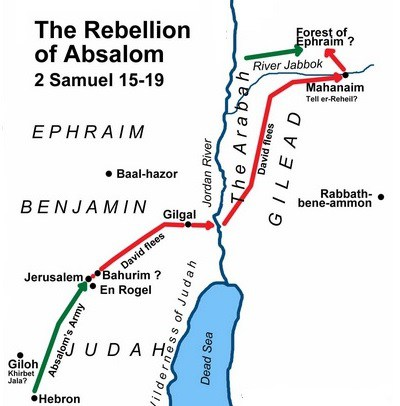 The Rebellion
of Absalom
2 Samuel 15-19
Forest of
Ephraim ?
River Jabbok
Mahanaim
Tell er-Reheil?
The Arabah
EPHRAIM
David flees
GILEAD
Jordan River
Baal-hazor
Rabbath-
bene-ammon
BENJAMIN
Gilgal
David flees
Jerusalem
Bahurim ?
En Rogel
Absalom's Army
Wilderness of Judah
JUDAH
Dead Sea
Giloh
Khirbet
Jala?
Hebron